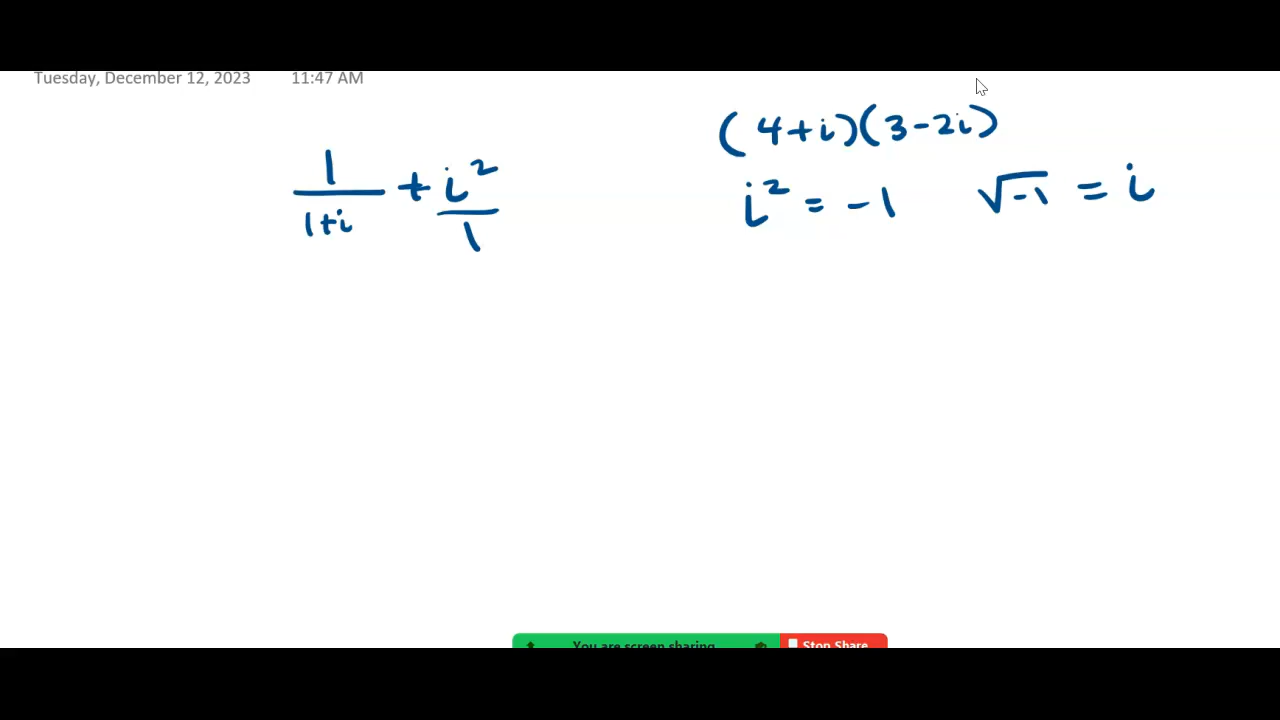 Tuesday, December 12, 2023 11:47 AM
(4+i)(3-2i)
1/(1+i) + i²/1
i² = -1 √-1 = i
You are screen sharing Stop Share